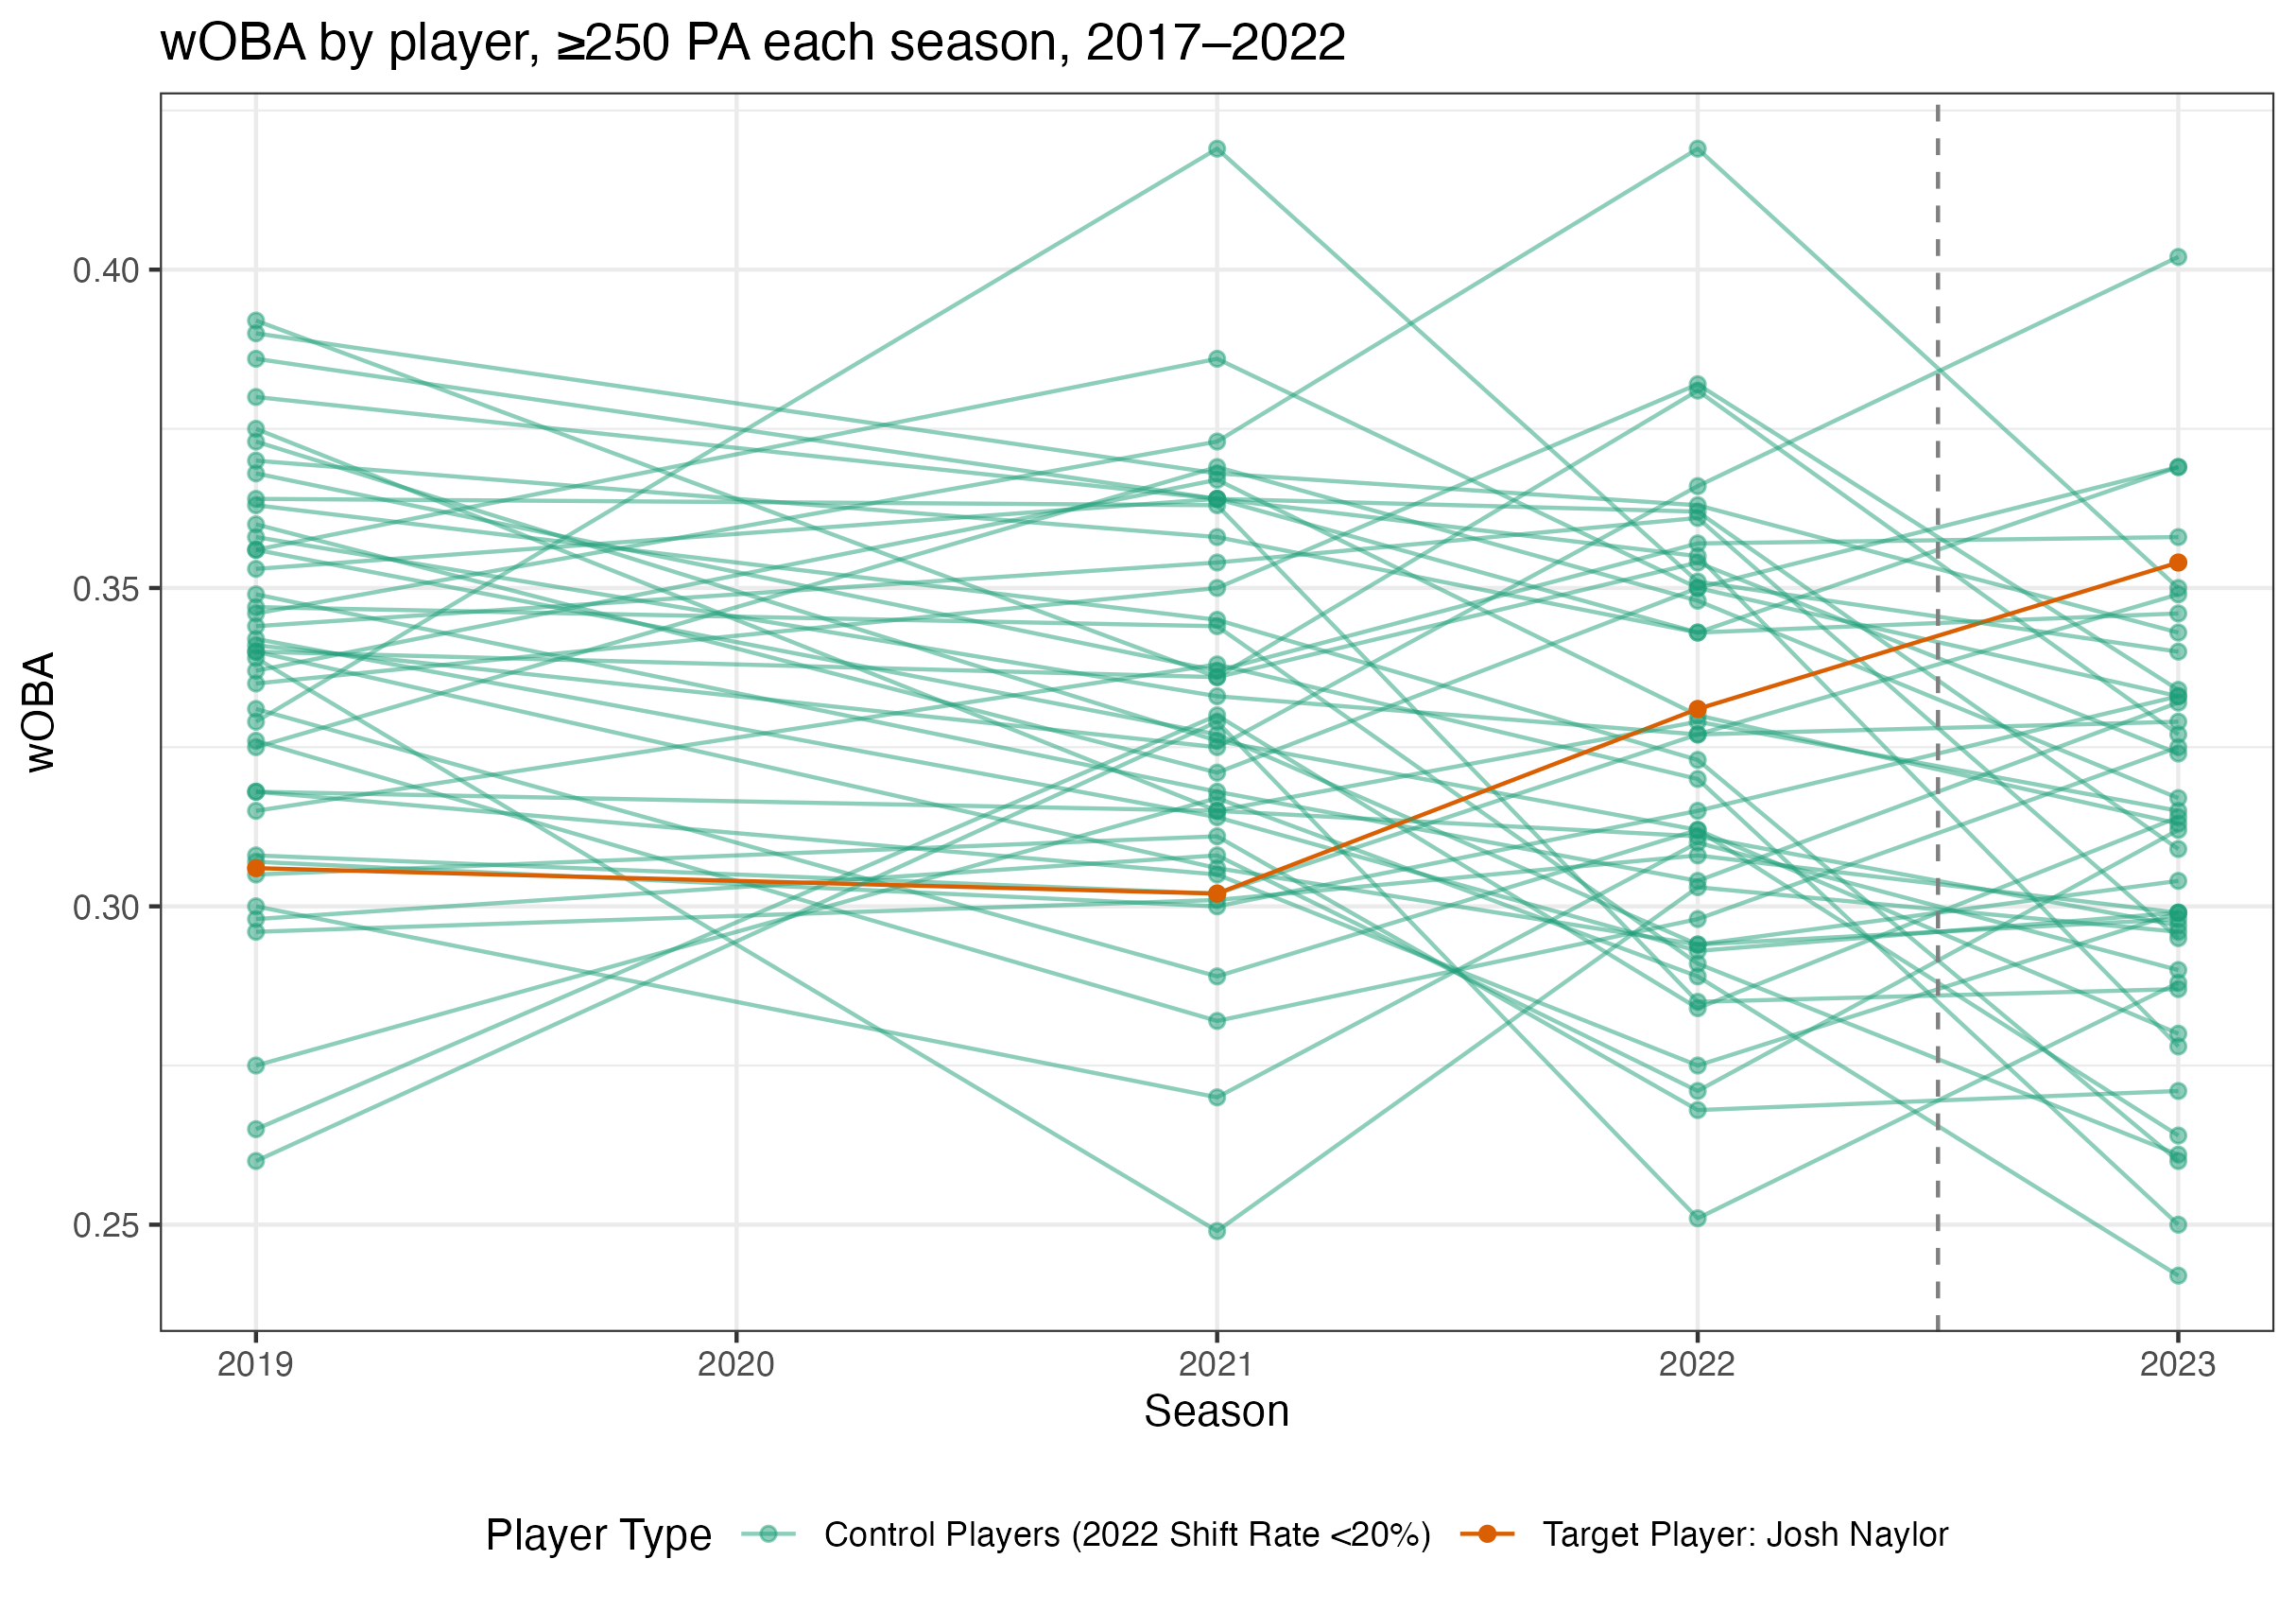 wOBA by player, ≥250 PA each season, 2017–2022
wOBA
0.40
0.35
0.30
0.25
2019 2020 2021 2022 2023
Season
Player Type Control Players (2022 Shift Rate <20%) Target Player: Josh Naylor